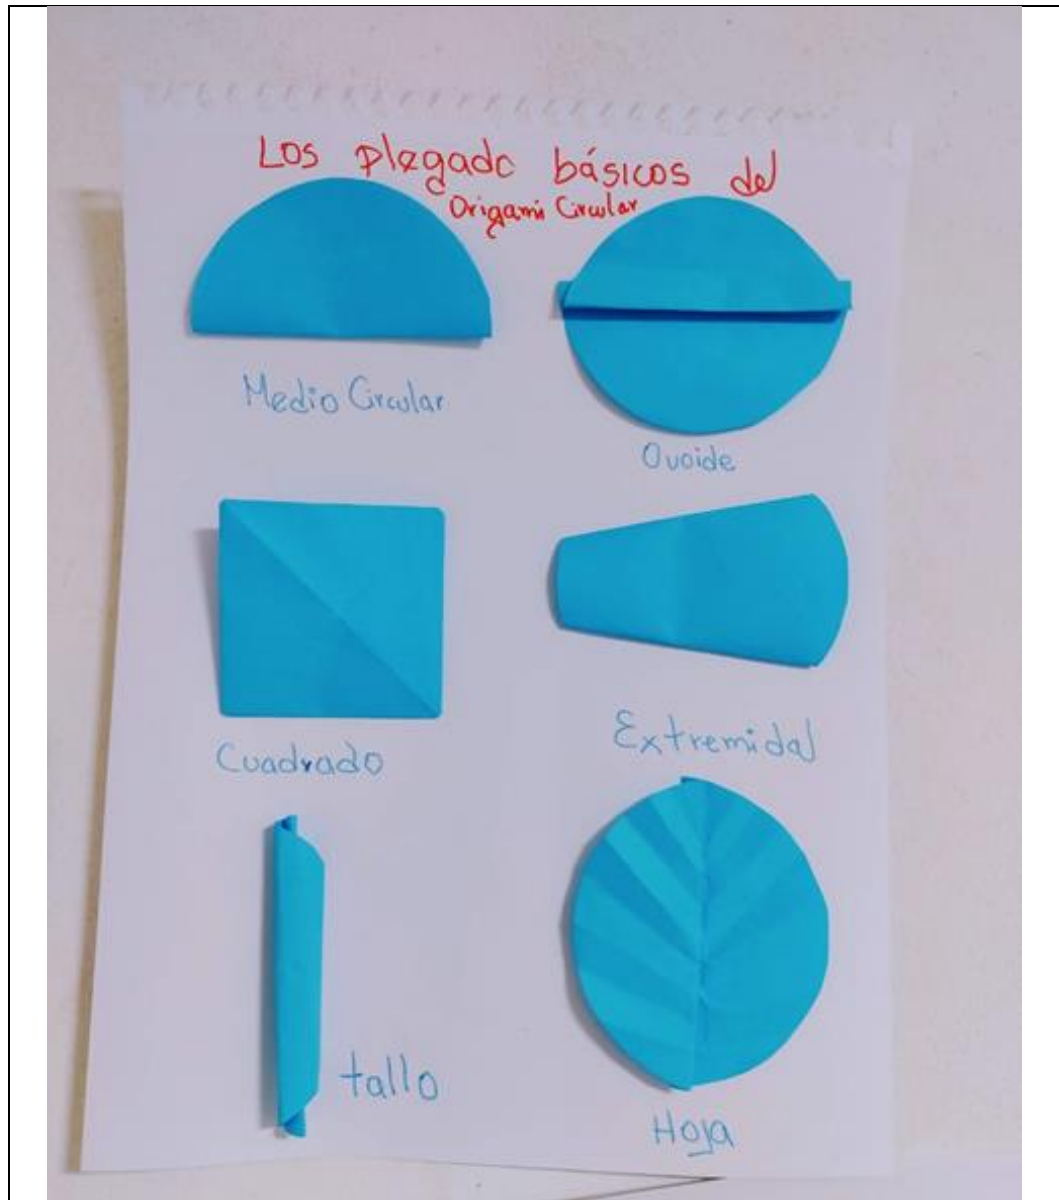 Los plegado básicos del
Origami Circular
Medio Circular
Ovoide
Cuadrado
Extremidad
tallo
Hoja